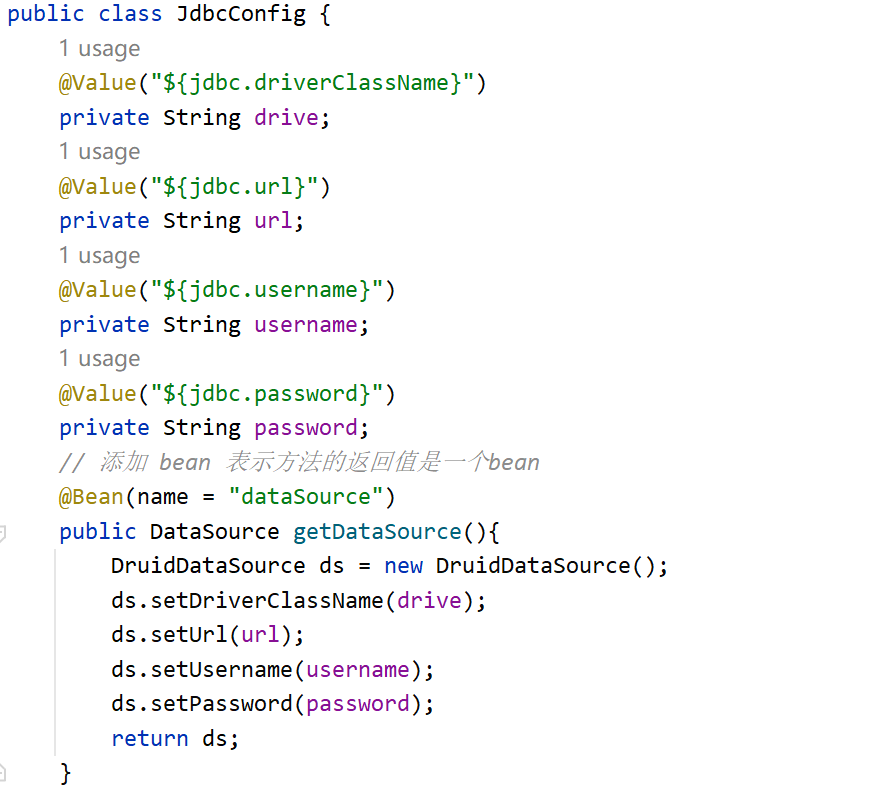 public class JdbcConfig {
1 usage
@Value("${jdbc.driverClassName}")
private String drive;
1 usage
@Value("${jdbc.url}")
private String url;
1 usage
@Value("${jdbc.username}")
private String username;
1 usage
@Value("${jdbc.password}")
private String password;
// 添加 bean 表示方法的返回值是一个bean
@Bean(name = "dataSource")
public DataSource getDataSource(){
DruidDataSource ds = new DruidDataSource();
ds.setDriverClassName(drive);
ds.setUrl(url);
ds.setUsername(username);
ds.setPassword(password);
return ds;
}